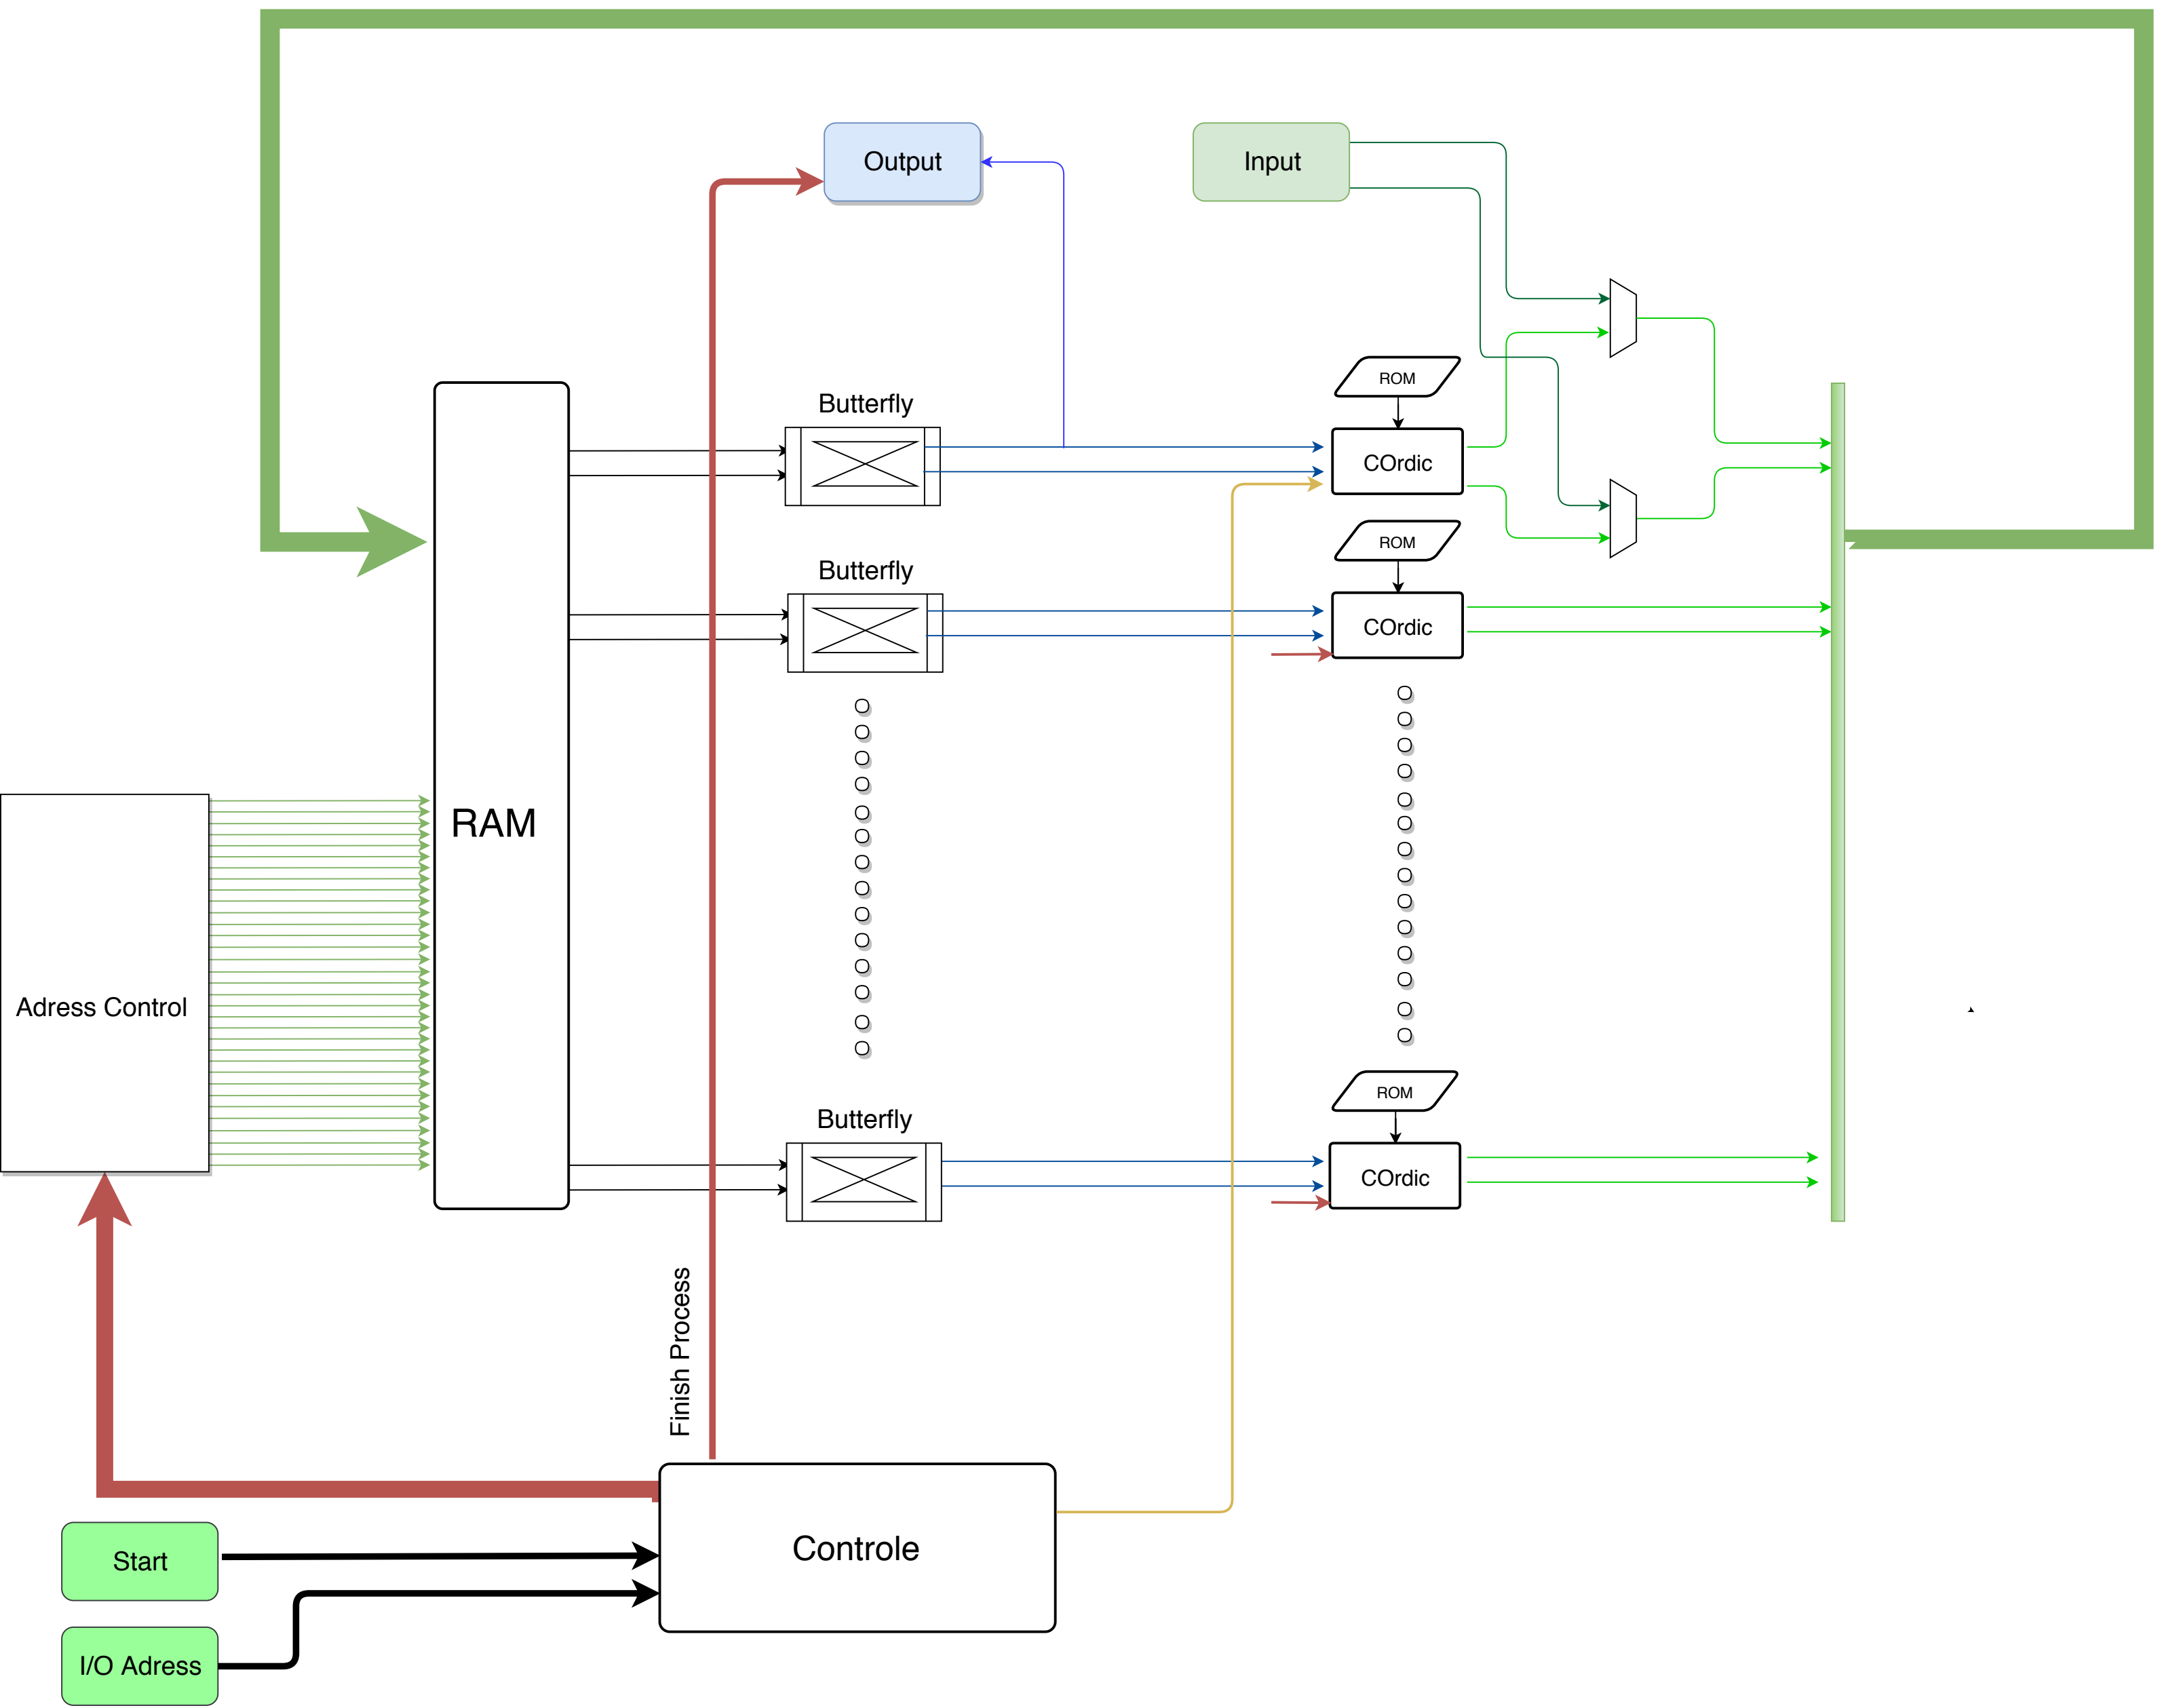 Output
Input
ROM
Butterfly
COrdic
ROM
Butterfly
COrdic
RAM
Adress Control
ROM
Butterfly
COrdic
Finish Process
Controle
Start
I/O Adress